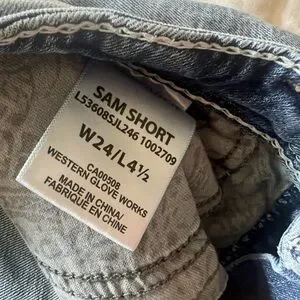 SAM SHORT
L53608SJL246 1002709
W24/L4½
CA00508
WESTERN GLOVE WORKS
MADE IN CHINA/
FABRIQUÉ EN CHINE